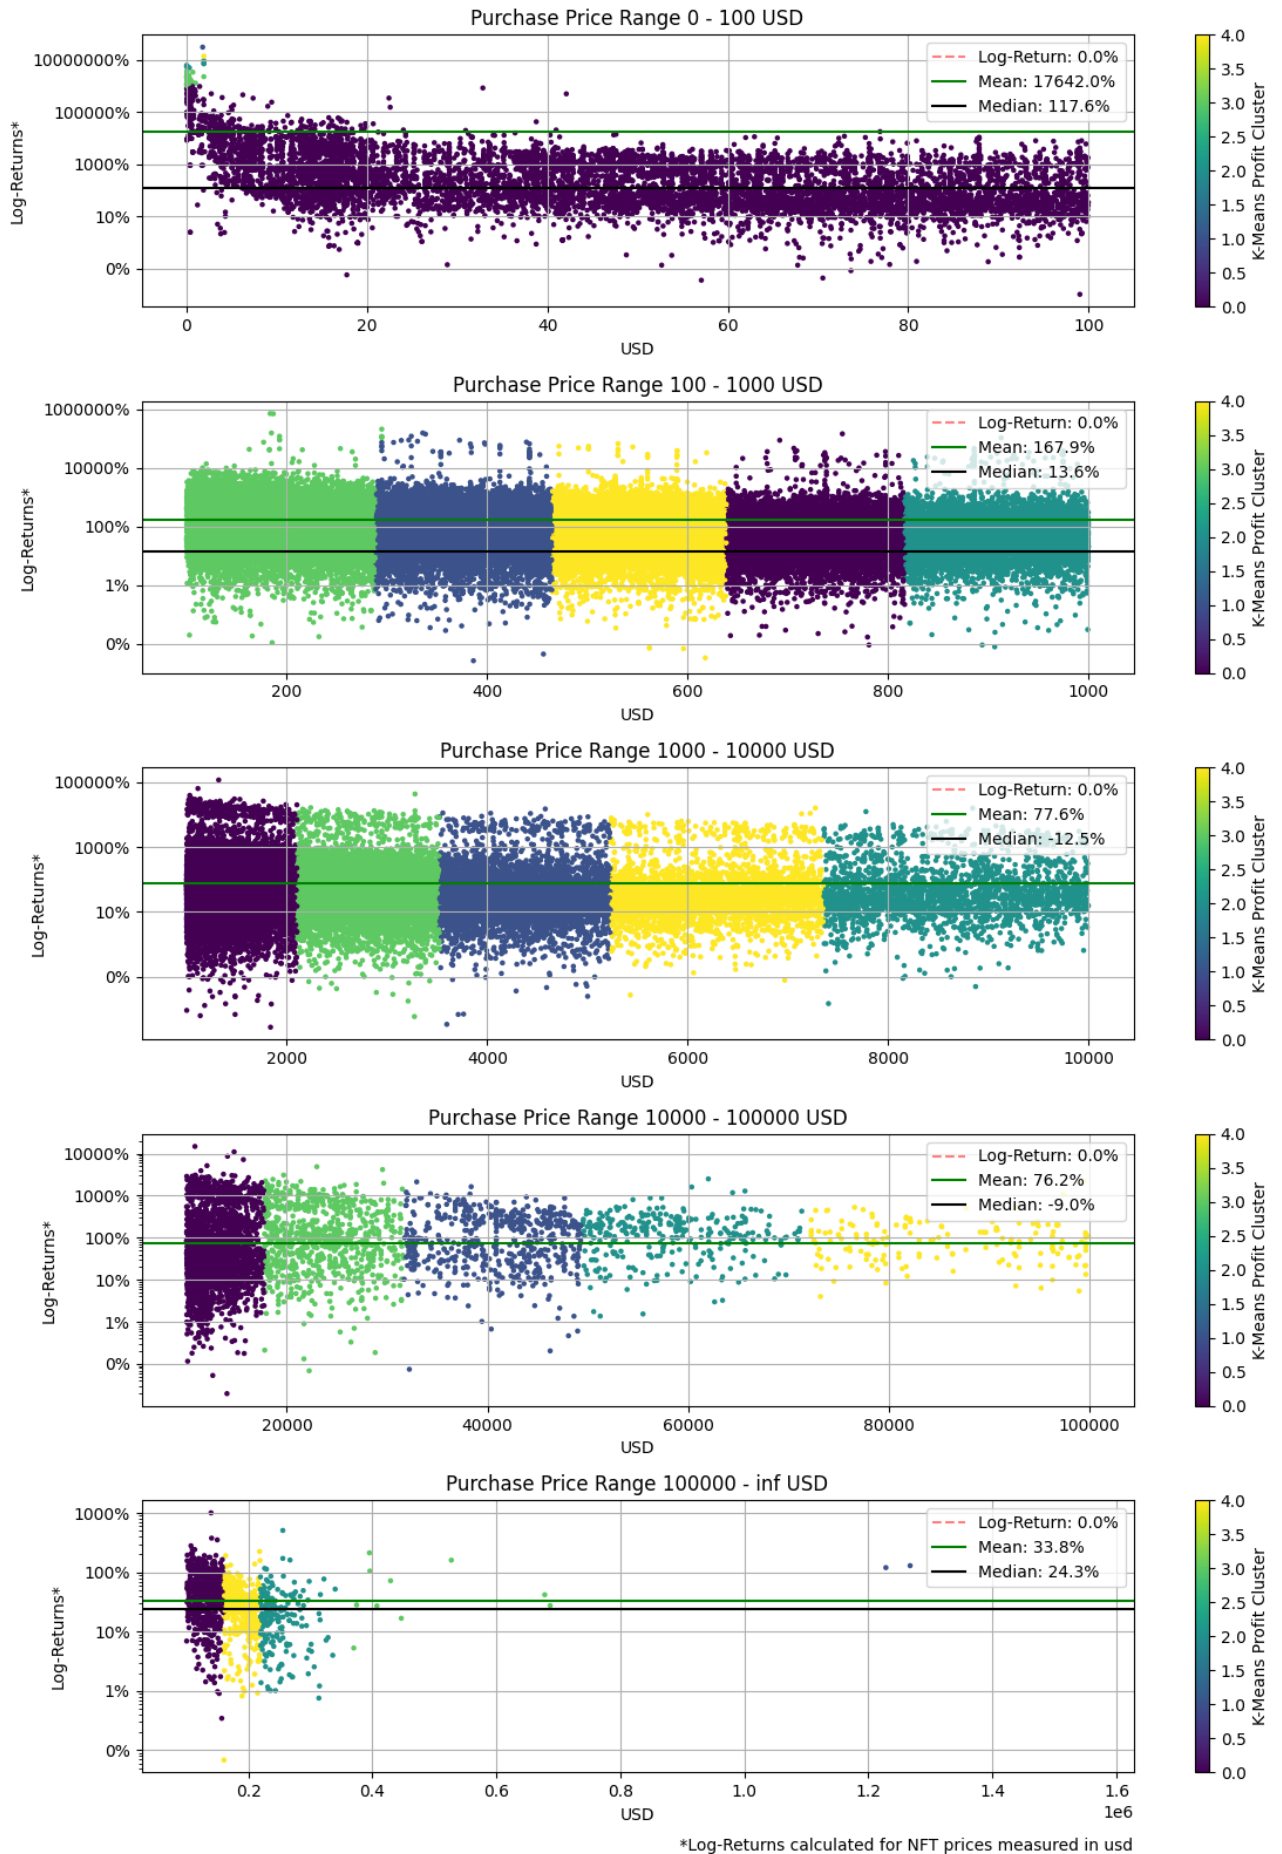 Purchase Price Range 0 - 100 USD
10000000%
100000%
1000%
10%
0%
Log-Returns*
Log-Return: 0.0%
Mean: 17642.0%
Median: 117.6%
0 20 40 60 80 100
USD
4.0
3.5
3.0
2.5
2.0
1.5
1.0
0.5
0.0
K-Means Profit Cluster
Purchase Price Range 100 - 1000 USD
1000000%
10000%
100%
1%
0%
Log-Returns*
Log-Return: 0.0%
Mean: 167.9%
Median: 13.6%
200 400 600 800 1000
USD
4.0
3.5
3.0
2.5
2.0
1.5
1.0
0.5
0.0
K-Means Profit Cluster
Purchase Price Range 1000 - 10000 USD
100000%
1000%
10%
0%
Log-Returns*
Log-Return: 0.0%
Mean: 77.6%
Median: -12.5%
2000 4000 6000 8000 10000
USD
4.0
3.5
3.0
2.5
2.0
1.5
1.0
0.5
0.0
K-Means Profit Cluster
Purchase Price Range 10000 - 100000 USD
10000%
1000%
100%
10%
1%
0%
Log-Returns*
Log-Return: 0.0%
Mean: 76.2%
Median: -9.0%
20000 40000 60000 80000 100000
USD
4.0
3.5
3.0
2.5
2.0
1.5
1.0
0.5
0.0
K-Means Profit Cluster
Purchase Price Range 100000 - inf USD
1000%
100%
10%
1%
0%
Log-Returns*
Log-Return: 0.0%
Mean: 33.8%
Median: 24.3%
0.2 0.4 0.6 0.8 1.0 1.2 1.4 1.6
1e6
USD
4.0
3.5
3.0
2.5
2.0
1.5
1.0
0.5
0.0
K-Means Profit Cluster
*Log-Returns calculated for NFT prices measured in usd